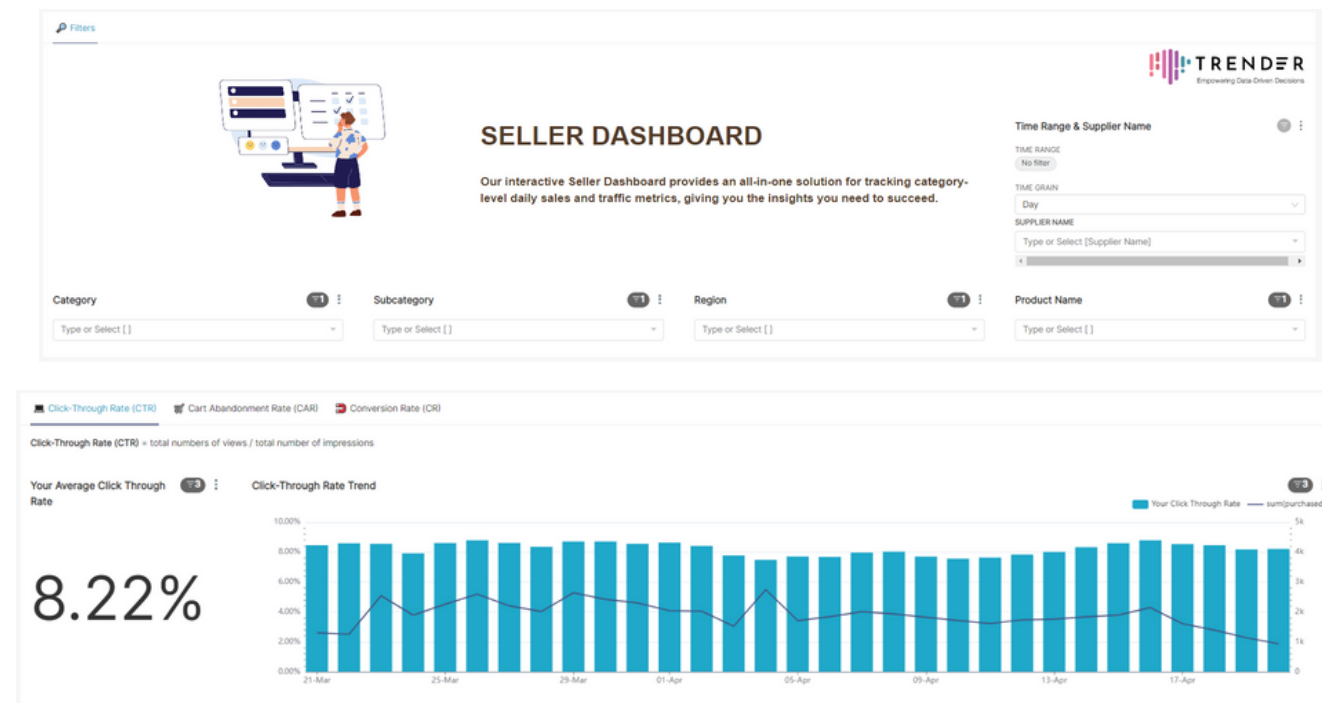 Filters
TRENDER
Empowering Data-Driven Decisions
SELLER DASHBOARD
Our interactive Seller Dashboard provides an all-in-one solution for tracking category-
level daily sales and traffic metrics, giving you the insights you need to succeed.
Time Range & Supplier Name
TIME RANGE
No filter
TIME GRAIN
Day
SUPPLIER NAME
Type or Select [Supplier Name]
Category 1
Subcategory 1
Region 1
Product Name 1
Type or Select [ ]
Type or Select [ ]
Type or Select [ ]
Type or Select [ ]
Click-Through Rate (CTR)
Cart Abandonment Rate (CAR)
Conversion Rate (CR)
Click-Through Rate (CTR) = total numbers of views / total number of impressions
Your Average Click Through 3
Rate
8.22%
Click-Through Rate Trend 3
Your Click Through Rate
sum(purchased
10.00%
8.00%
6.00%
4.00%
2.00%
0.00%
5k
4k
3k
2k
1k
0
21-Mar
25-Mar
29-Mar
01-Apr
05-Apr
09-Apr
13-Apr
17-Apr